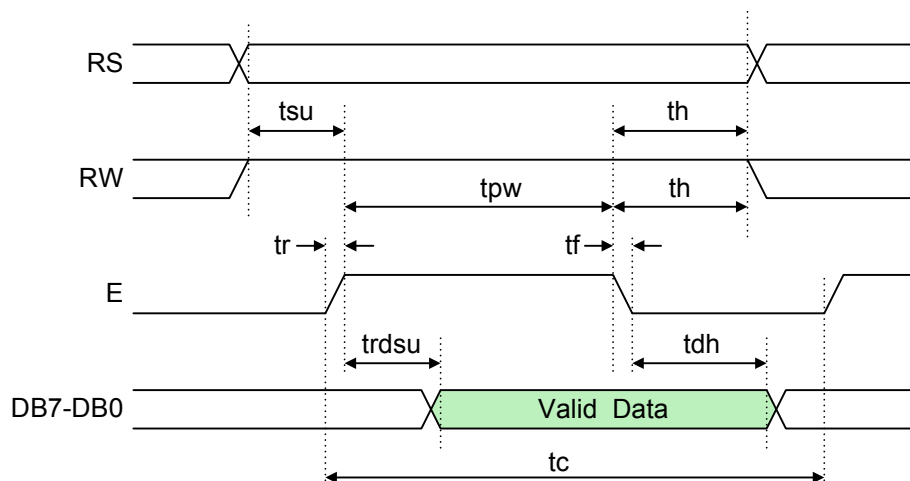 RS
tsu th
RW
tpw th
tr tf
E
trdsu tdh
DB7-DB0 Valid Data
tc